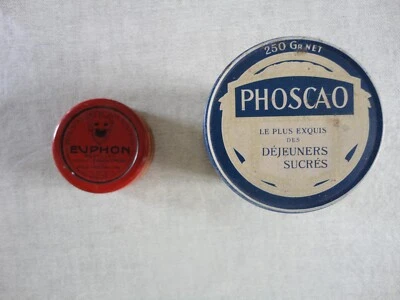 EUPHON
250 GR. NET
PHOSCAO
LE PLUS EXQUIS
DES
DÉJEUNERS
SUCRÉS